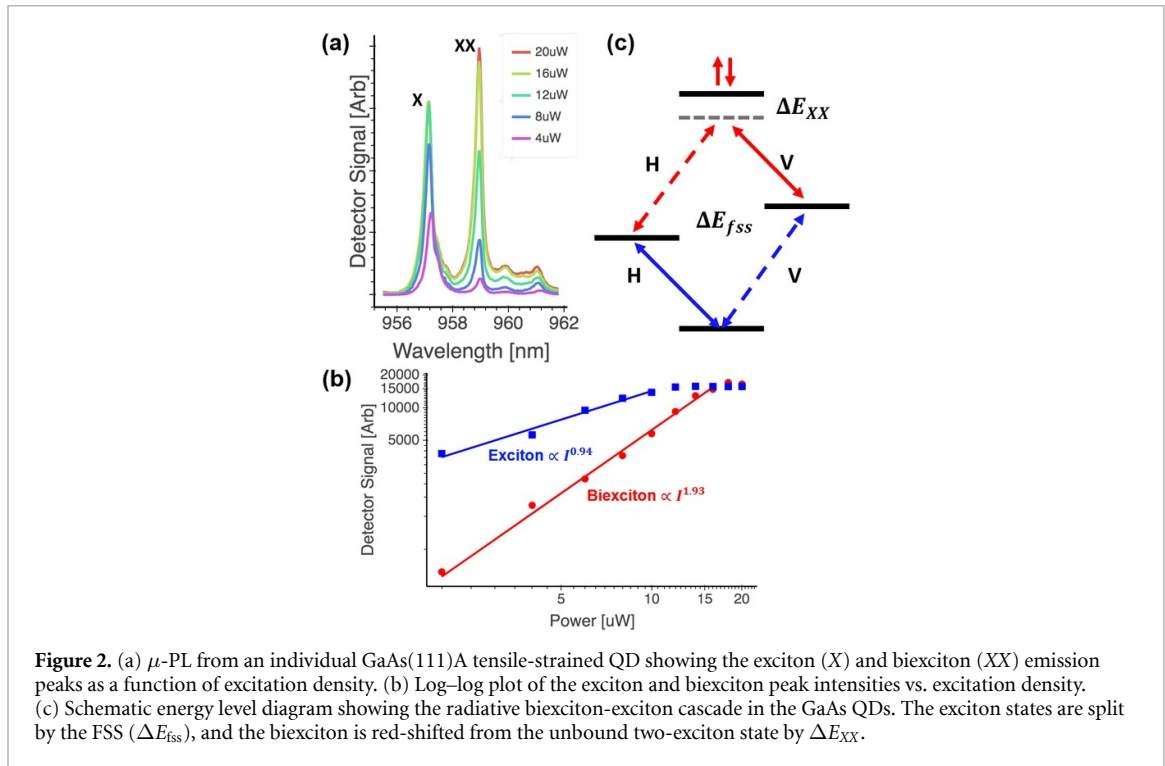 (a)
X
XX
20uW
16uW
12uW
8uW
4uW
Detector Signal [Arb]
956 958 960 962
Wavelength [nm]
(c)
ΔE_XX
H
V
ΔE_fss
H
V
(b)
20000
15000
10000
5000
Detector Signal [Arb]
Exciton ∝ I^0.94
Biexciton ∝ I^1.93
5 10 15 20
Power [uW]
Figure 2. (a) μ-PL from an individual GaAs(111)A tensile-strained QD showing the exciton (X) and biexciton (XX) emission
peaks as a function of excitation density. (b) Log–log plot of the exciton and biexciton peak intensities vs. excitation density.
(c) Schematic energy level diagram showing the radiative biexciton-exciton cascade in the GaAs QDs. The exciton states are split
by the FSS (ΔE_fss), and the biexciton is red-shifted from the unbound two-exciton state by ΔE_XX.